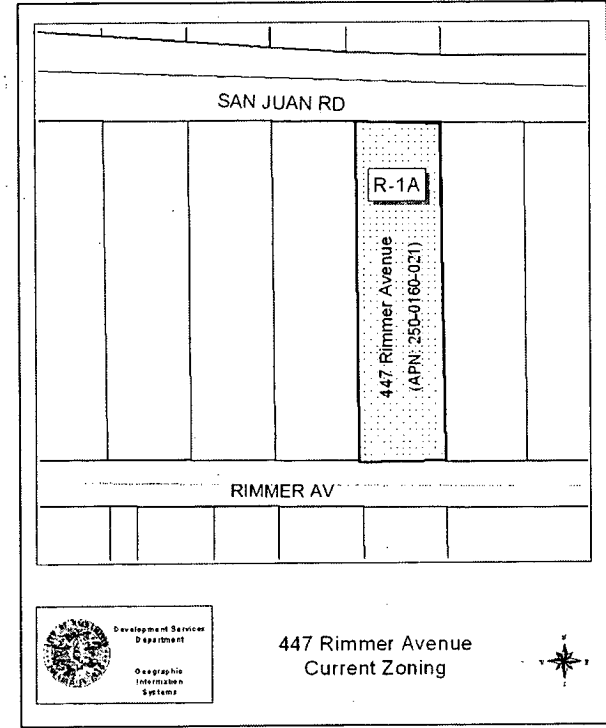 SAN JUAN RD
R-1A
447 Rimmer Avenue
(APN: 250-0160-021)
RIMMER AV
Development Services
Department
Geographic
Information
Systems
447 Rimmer Avenue
Current Zoning